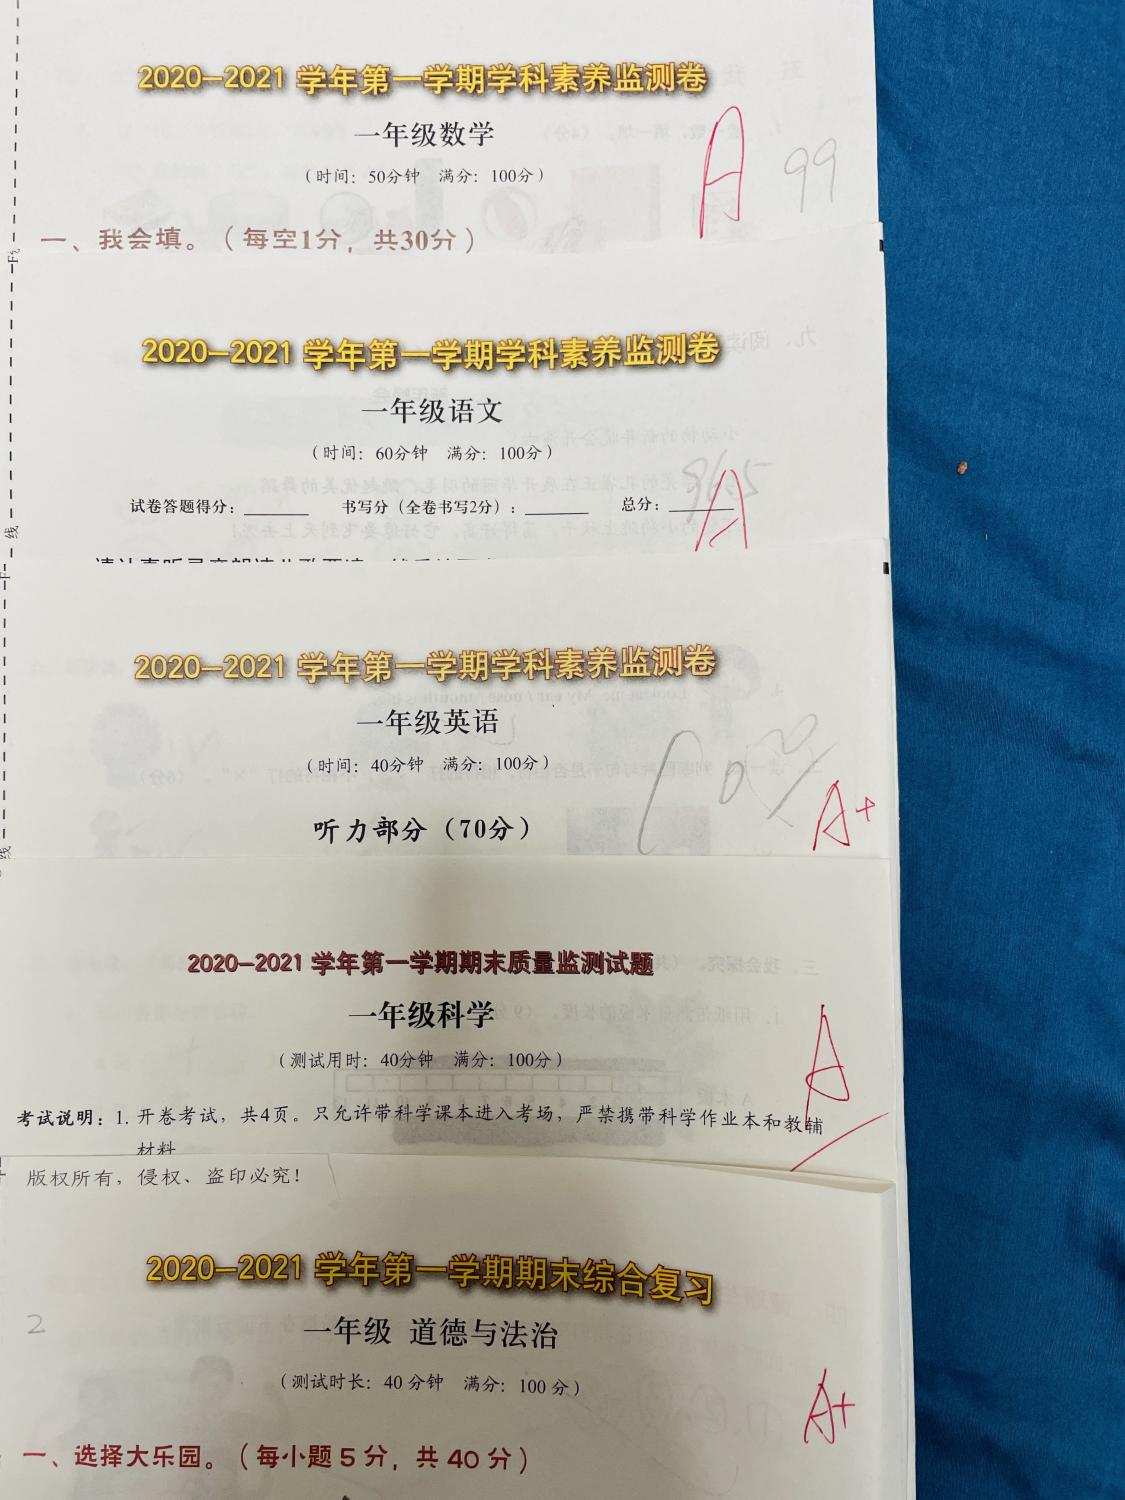 2020—2021 学年第一学期学科素养监测卷
一年级数学
（时间：50分钟 满分：100分）
A 99
一、我会填。（每空1分，共30分）
2020—2021 学年第一学期学科素养监测卷
一年级语文
（时间：60分钟 满分：100分）
试卷答题得分： 书写分（全卷书写2分）： 总分：
A
2020—2021 学年第一学期学科素养监测卷
一年级英语
（时间：40分钟 满分：100分）
A+
听力部分（70分）
2020—2021 学年第一学期期末质量监测试题
一年级科学
（测试用时：40分钟 满分：100分）
A
考试说明：1. 开卷考试，共4页。只允许带科学课本进入考场，严禁携带科学作业本和教辅
材料
版权所有，侵权、盗印必究！
2020—2021 学年第一学期期末综合复习
2
一年级 道德与法治
（测试时长：40 分钟 满分：100 分）
A+
一、选择大乐园。（每小题 5 分，共 40 分）